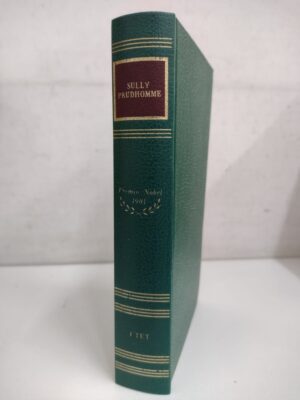 SULLY
PRUDHOMME
Premio Nobel
1901
UTET